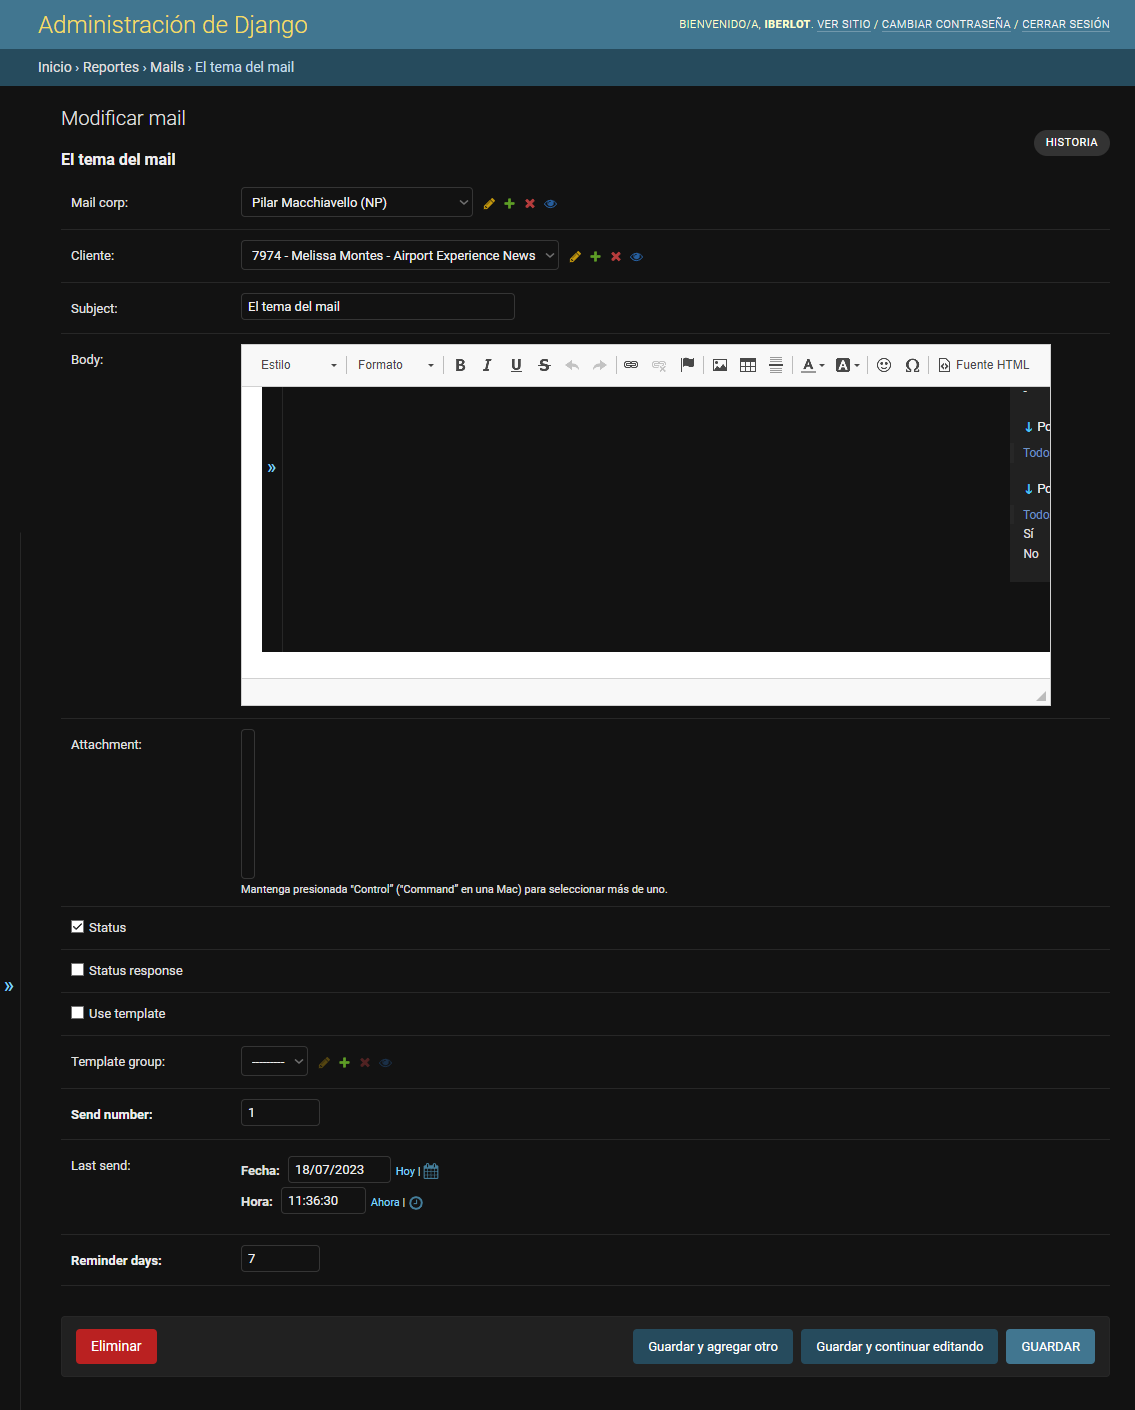 Administración de Django
BIENVENIDO/A, IBERLOT. VER SITIO / CAMBIAR CONTRASEÑA / CERRAR SESIÓN
Inicio › Reportes › Mails › El tema del mail
Modificar mail
HISTORIA
El tema del mail
Mail corp:
Pilar Macchiavello (NP)
Cliente:
7974 - Melissa Montes - Airport Experience News
Subject:
El tema del mail
Body:
Estilo Formato B I U S A A Ω Fuente HTML
»
↓ Po
Todo
↓ Po
Todo
Sí
No
Attachment:
Mantenga presionada "Control" ("Command" en una Mac) para seleccionar más de uno.
Status
Status response
»
Use template
Template group:
---------
Send number:
1
Last send:
Fecha: 18/07/2023 Hoy |
Hora: 11:36:30 Ahora |
Reminder days:
7
Eliminar
Guardar y agregar otro
Guardar y continuar editando
GUARDAR